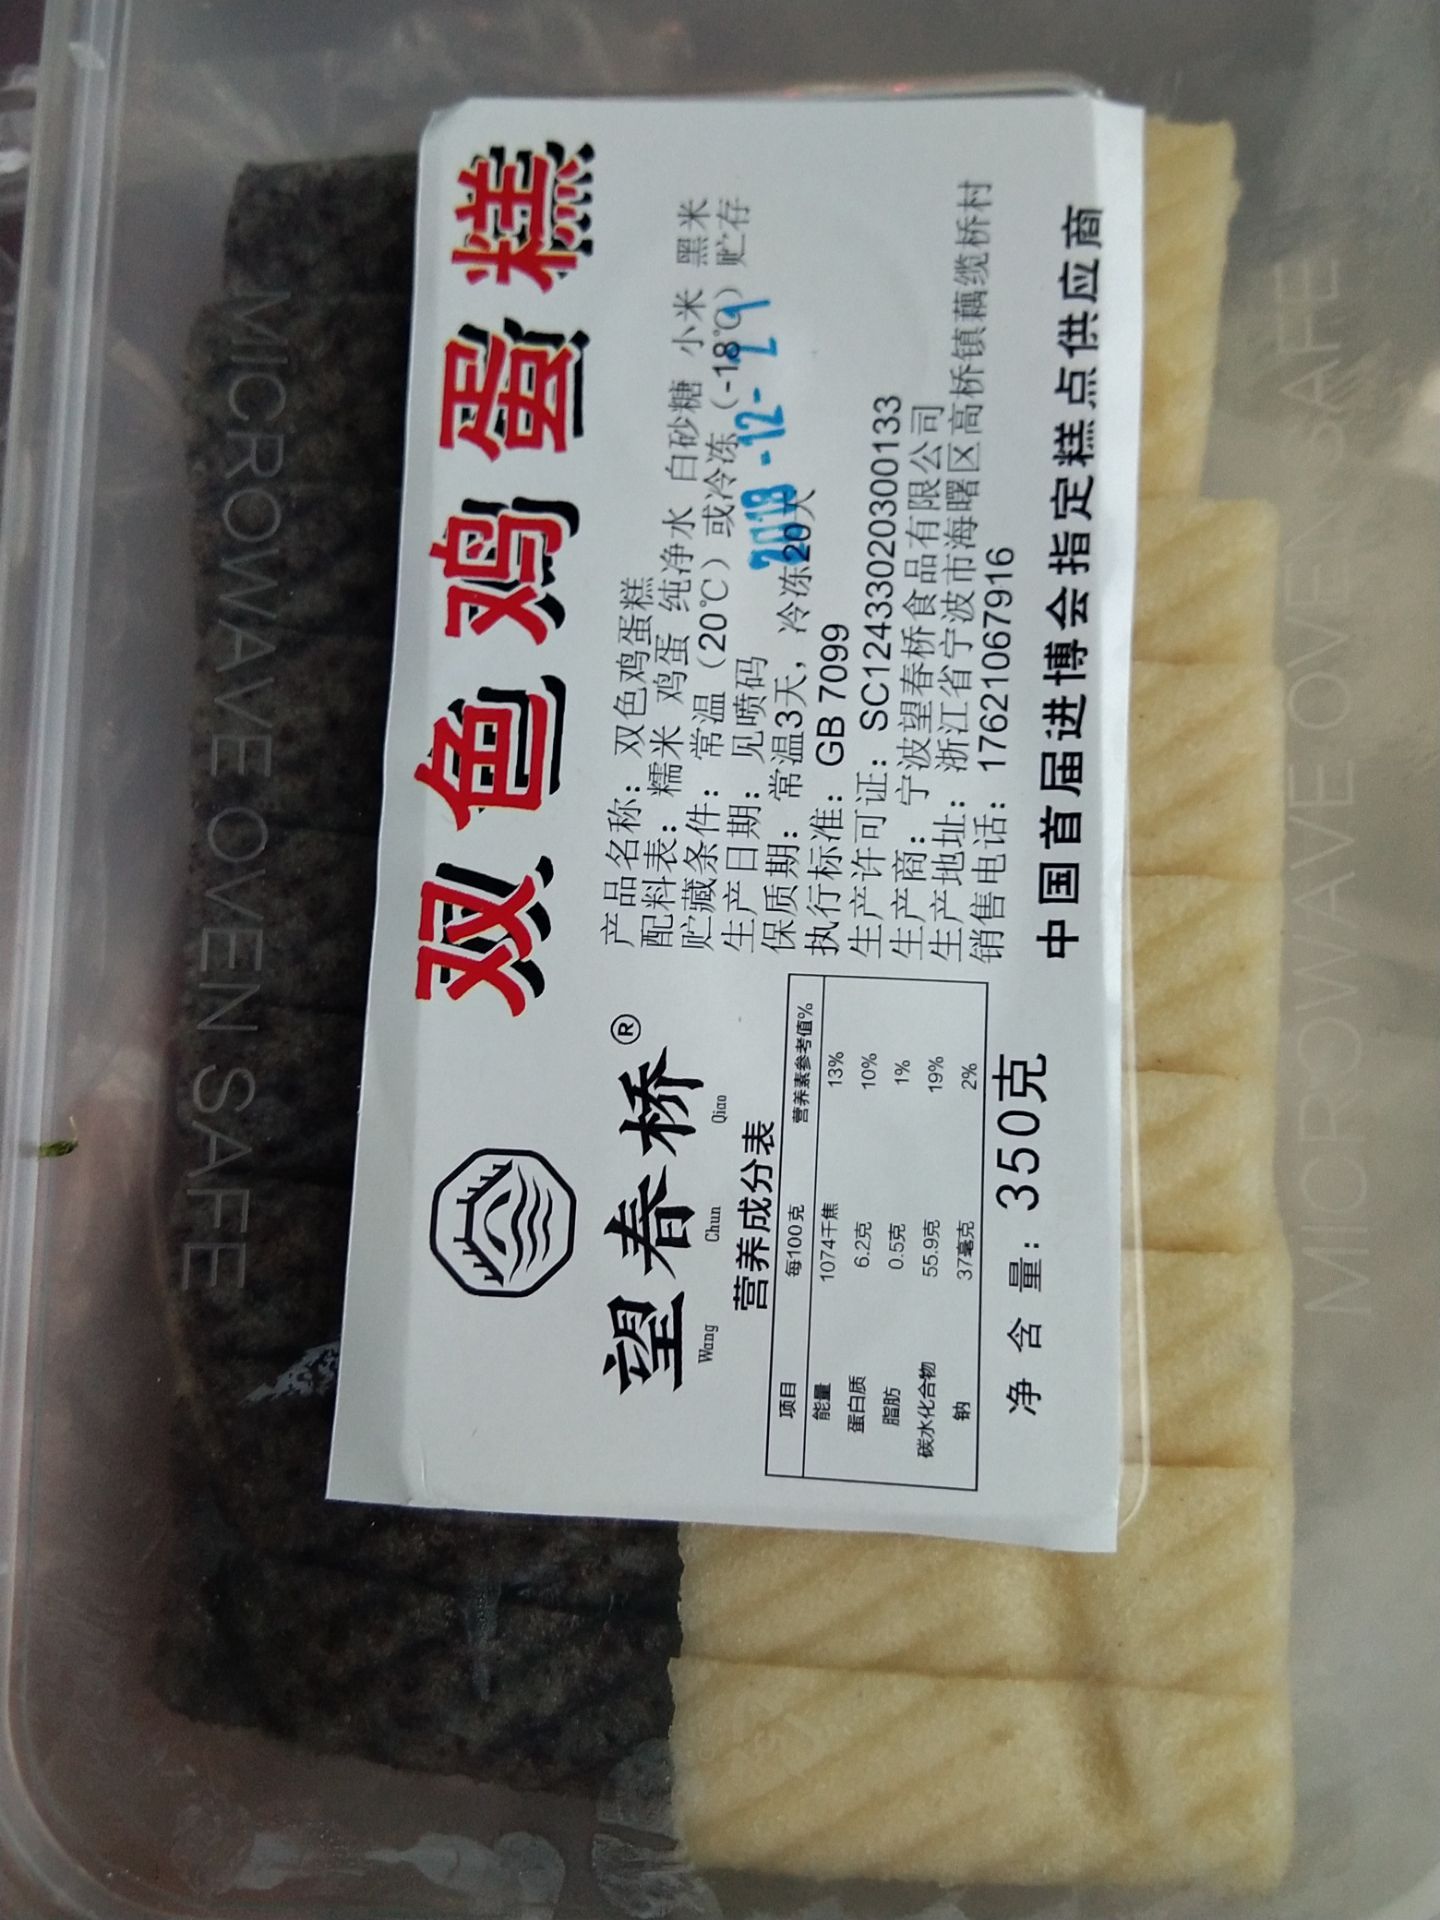 双色鸡蛋糕
望春桥®
Wang Chun Qiao
产品名称：双色鸡蛋糕
配料表：糯米 鸡蛋 纯净水 白砂糖 小米 黑米
贮藏条件：常温（20℃）或冷冻（-18℃）贮存
生产日期：见喷码
2018-12-29
保质期：常温3天，冷冻20天
执行标准：GB 7099
生产许可证：SC12433020300133
生产商：宁波望春桥食品有限公司
生产地址：浙江省宁波市海曙区高桥镇藕缆桥村
销售电话：17621067916
营养成分表
项目 每100克 营养素参考值%
能量 1074千焦 13%
蛋白质 6.2克 10%
脂肪 0.5克 1%
碳水化合物 55.9克 19%
钠 37毫克 2%
净 含 量：350克
中国首届进博会指定糕点供应商
MICROWAVE OVEN SAFE
MICROWAVE OVEN SAFE